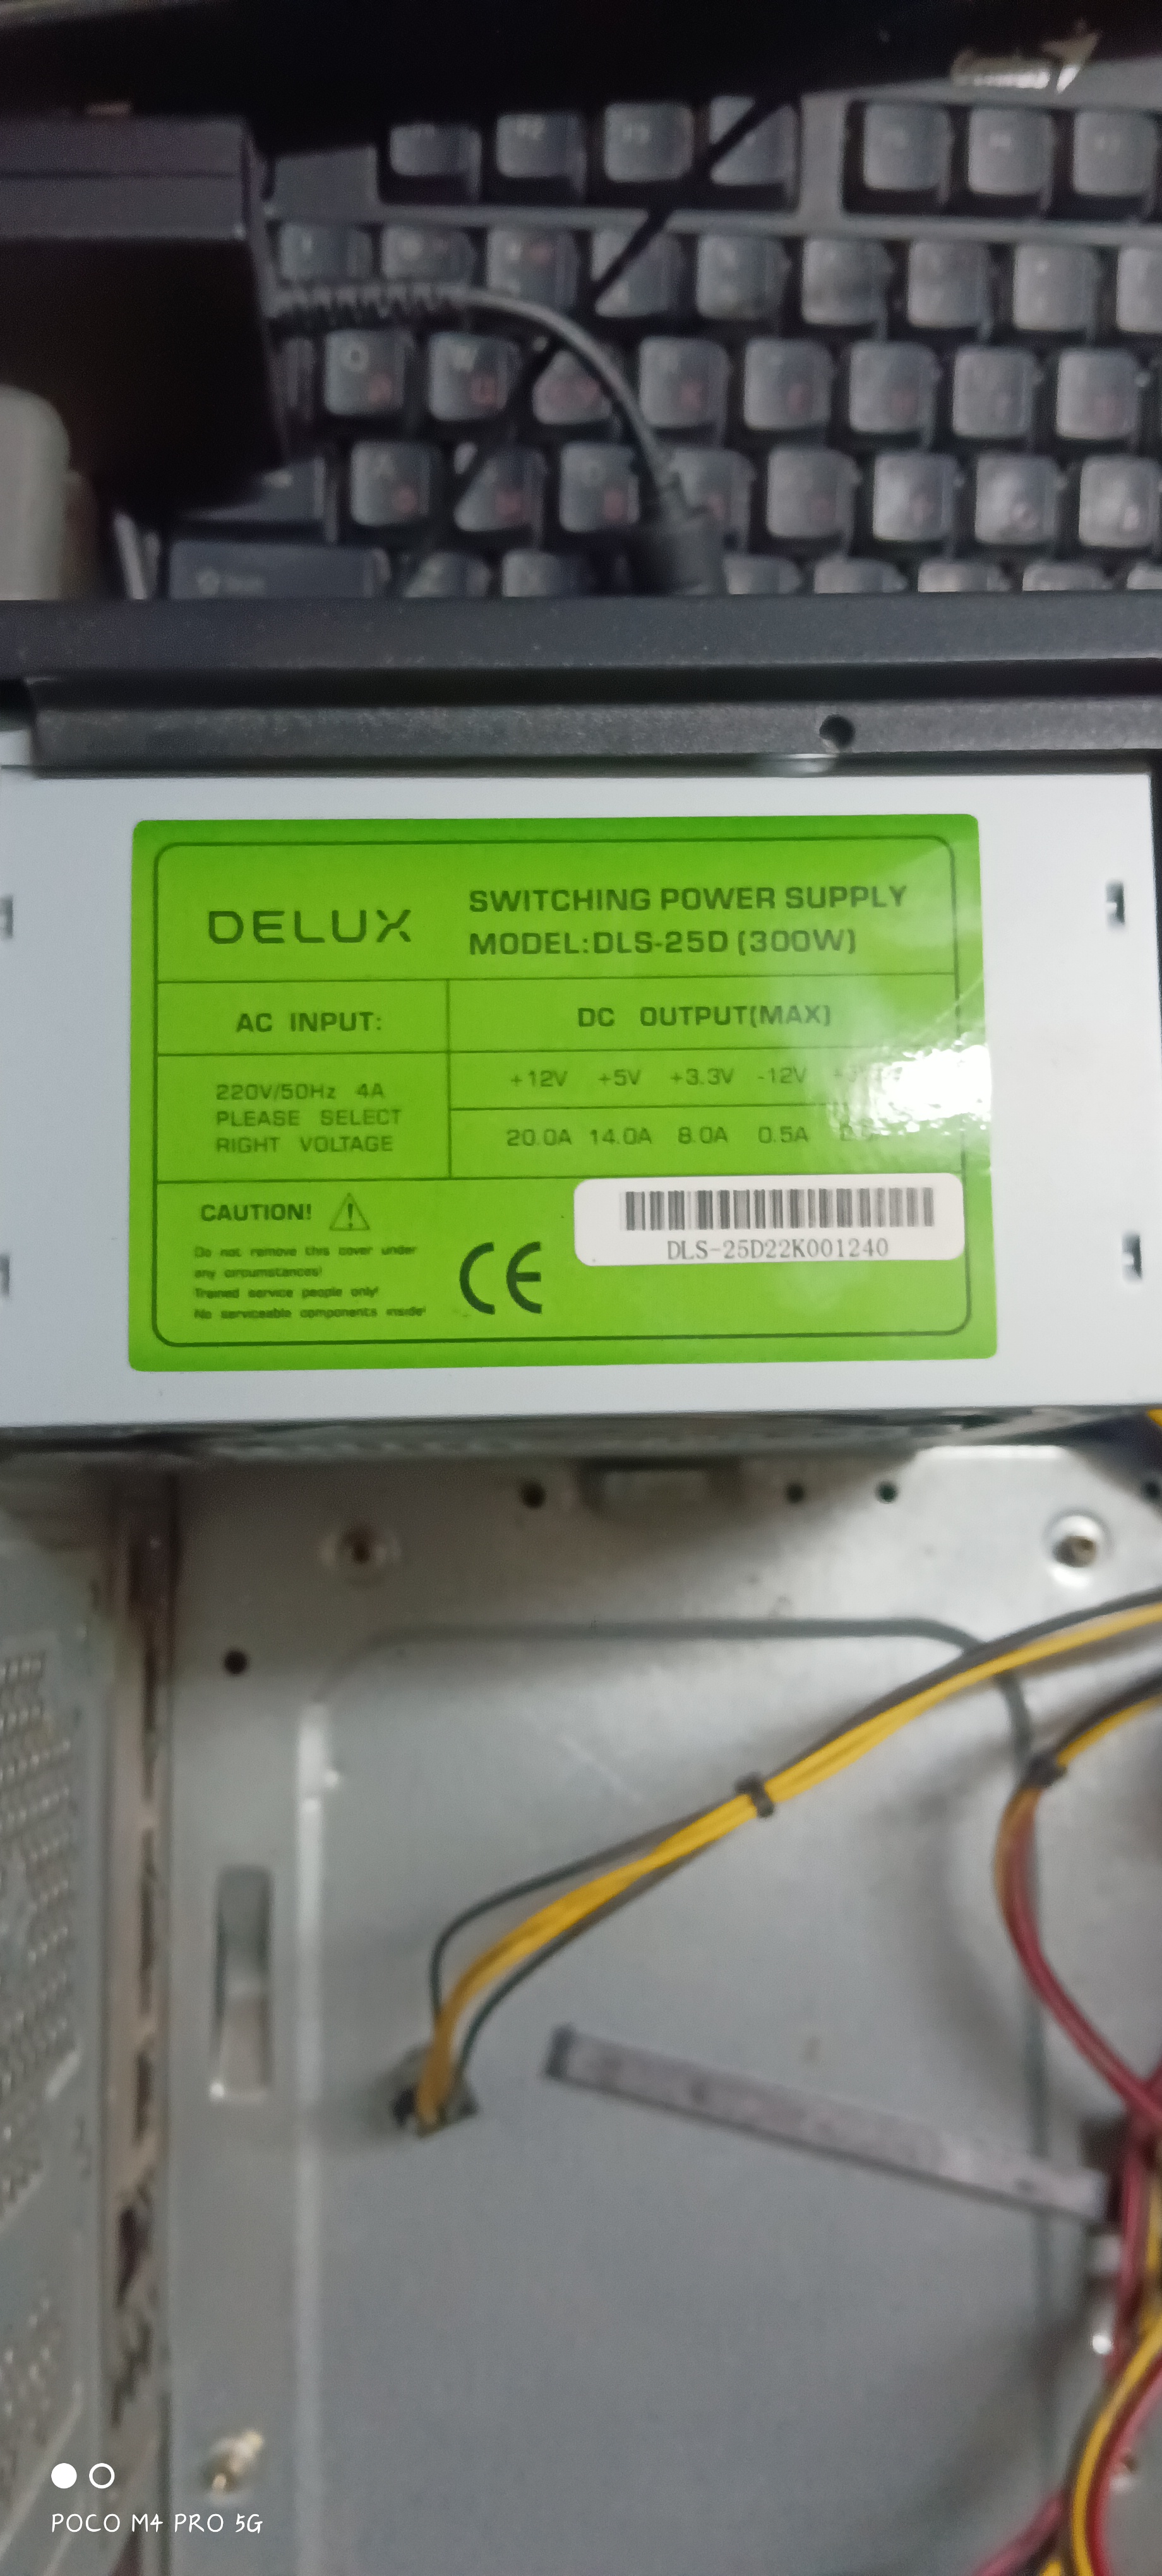 DELUX
SWITCHING POWER SUPPLY
MODEL:DLS-25D (300W)
AC INPUT:
DC OUTPUT(MAX)
220V/50Hz 4A
PLEASE SELECT
RIGHT VOLTAGE
+12V +5V +3.3V -12V
20.0A 14.0A 8.0A 0.5A
CAUTION!
Do not remove this cover under
any circumstances!
Trained service people only!
No serviceable components inside!
CE
DLS-25D22K001240
POCO M4 PRO 5G